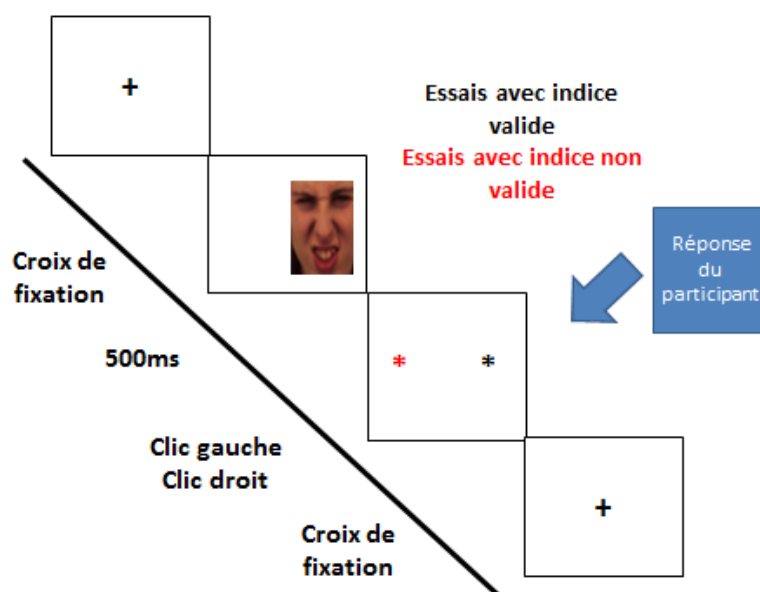 +
Essais avec indice
valide
Essais avec indice non
valide
Réponse
du
participant
Croix de
fixation
500ms
* *
Clic gauche
Clic droit
+
Croix de
fixation